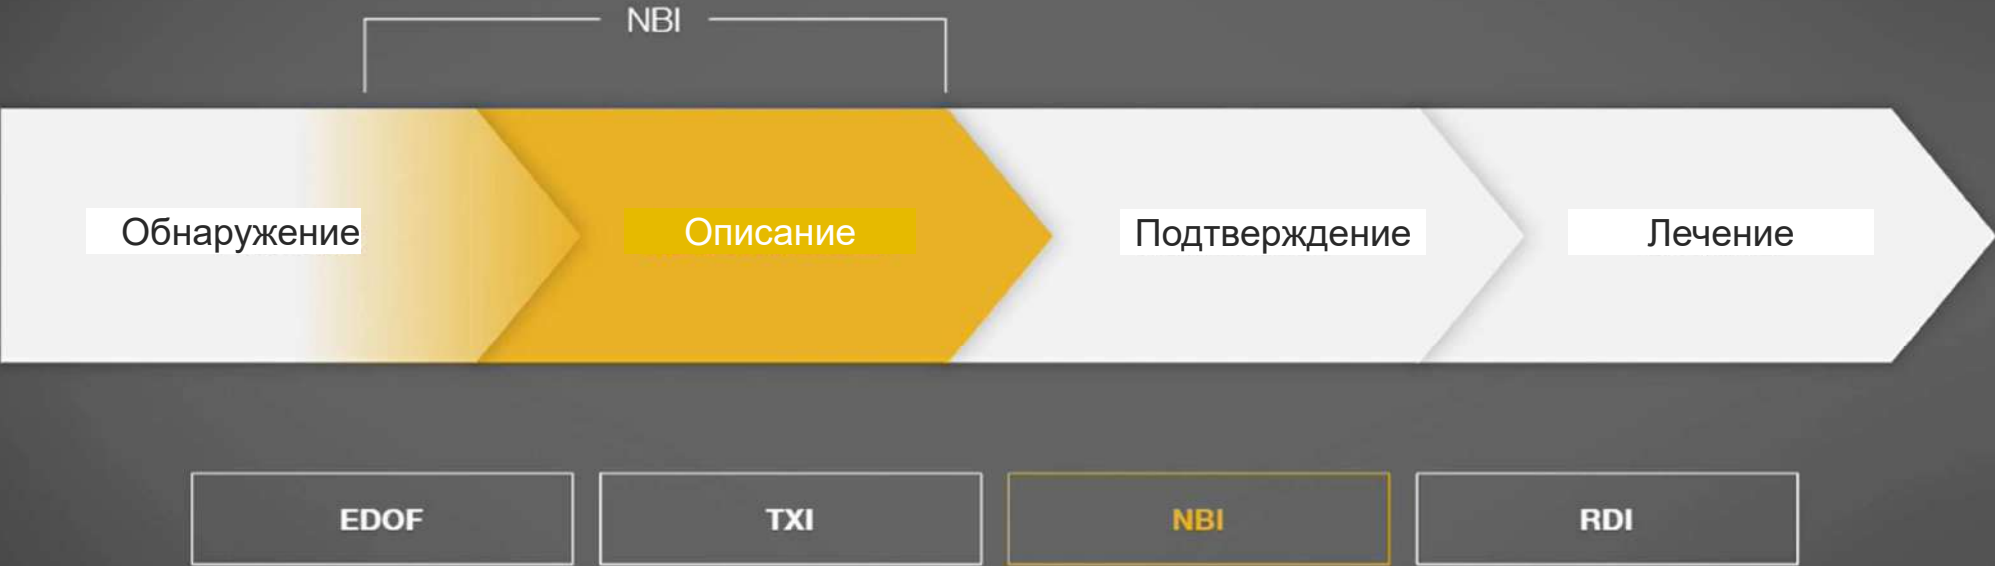 NBI
Обнаружение
Описание
Подтверждение
Лечение
EDOF
TXI
NBI
RDI